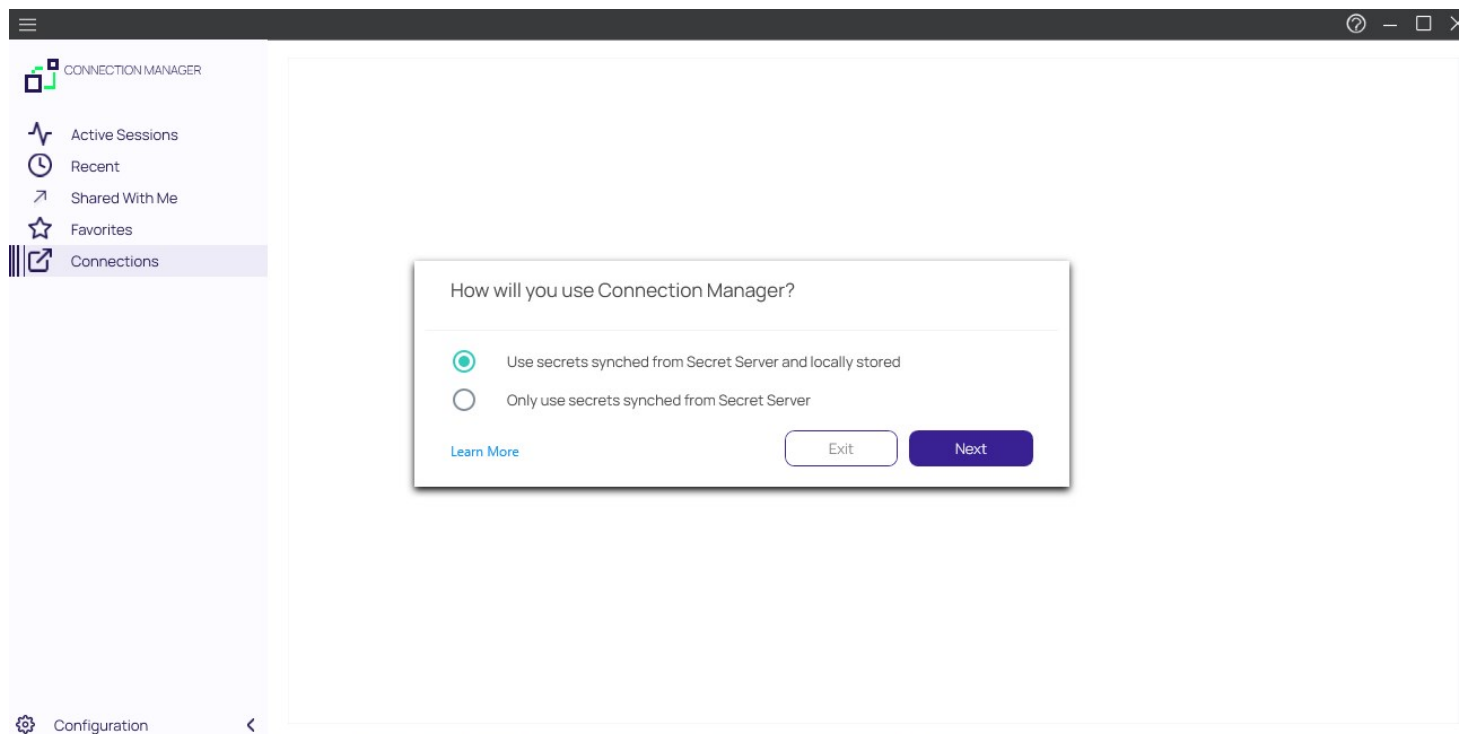 CONNECTION MANAGER
Active Sessions
Recent
Shared With Me
Favorites
Connections
How will you use Connection Manager?
Use secrets synched from Secret Server and locally stored
Only use secrets synched from Secret Server
Learn More
Exit
Next
Configuration